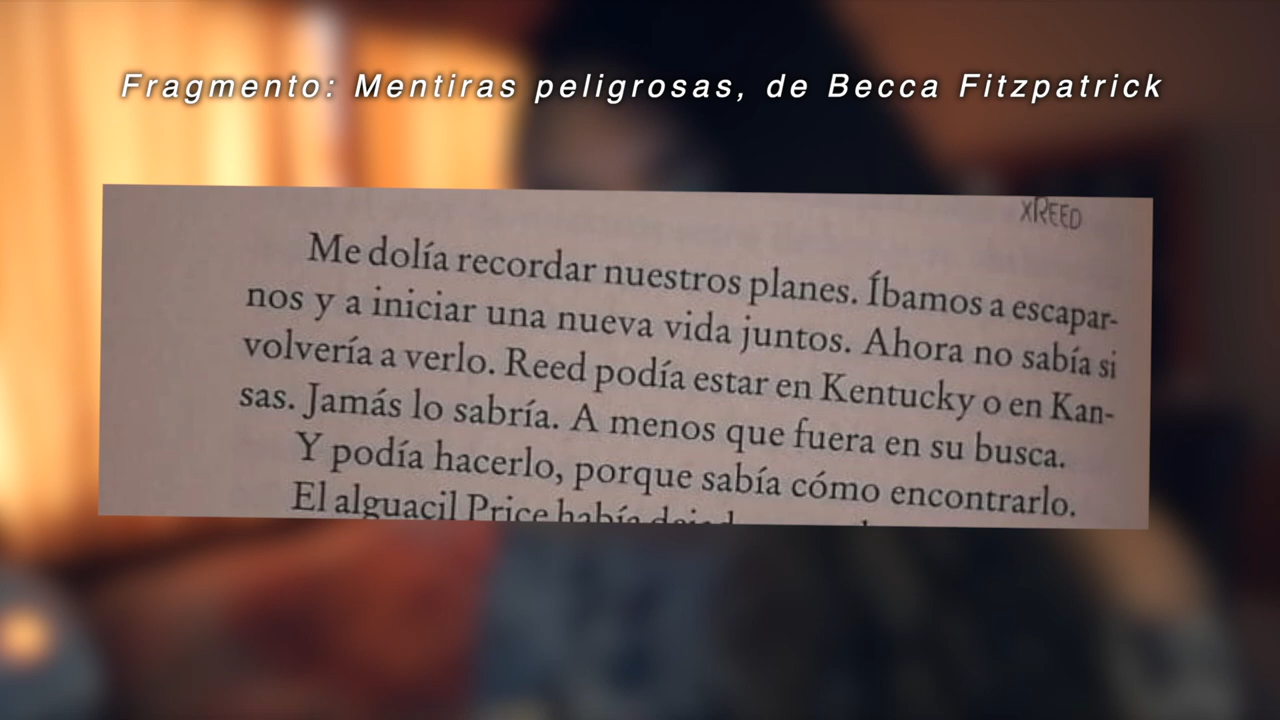 Fragmento: Mentiras peligrosas, de Becca Fitzpatrick
xREED
Me dolía recordar nuestros planes. Íbamos a escapar-
nos y a iniciar una nueva vida juntos. Ahora no sabía si
volvería a verlo. Reed podía estar en Kentucky o en Kan-
sas. Jamás lo sabría. A menos que fuera en su busca.
Y podía hacerlo, porque sabía cómo encontrarlo.
El alguacil Price había